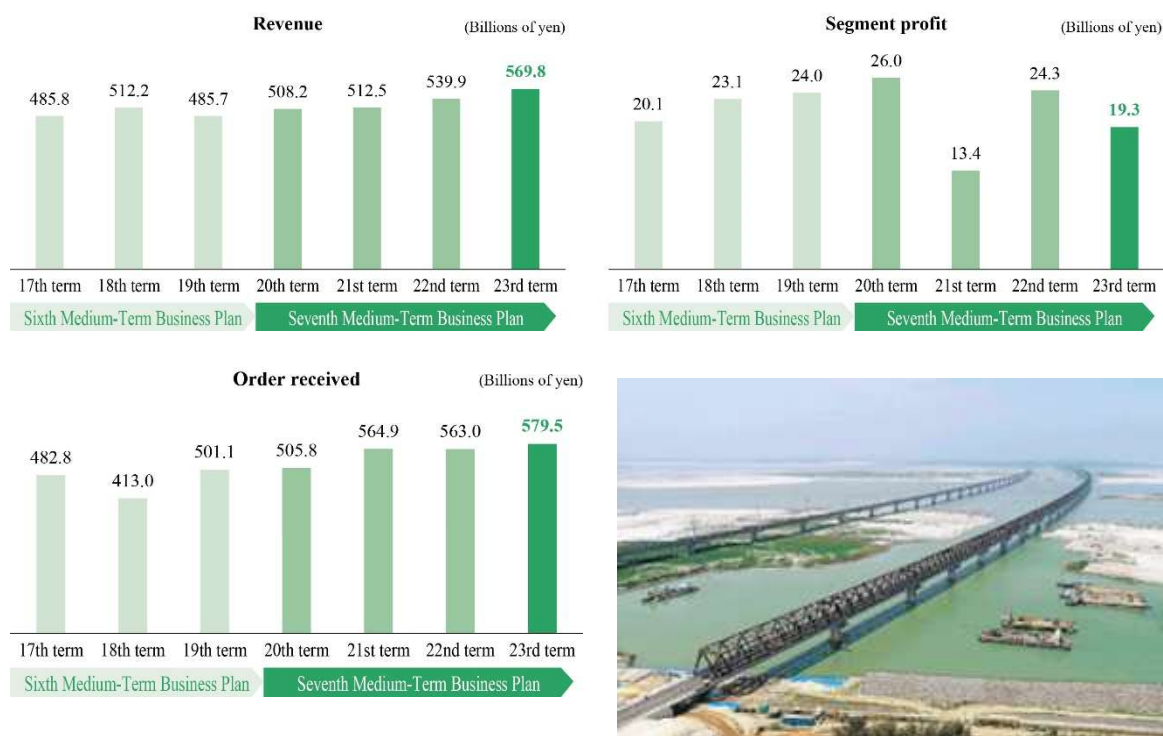 Revenue (Billions of yen)
569.8
539.9
512.2 508.2 512.5
485.8 485.7
17th term 18th term 19th term 20th term 21st term 22nd term 23rd term
Sixth Medium-Term Business Plan Seventh Medium-Term Business Plan
Segment profit (Billions of yen)
26.0
24.0 24.3
23.1
20.1 19.3
13.4
17th term 18th term 19th term 20th term 21st term 22nd term 23rd term
Sixth Medium-Term Business Plan Seventh Medium-Term Business Plan
Order received (Billions of yen)
579.5
564.9 563.0
501.1 505.8
482.8
413.0
17th term 18th term 19th term 20th term 21st term 22nd term 23rd term
Sixth Medium-Term Business Plan Seventh Medium-Term Business Plan